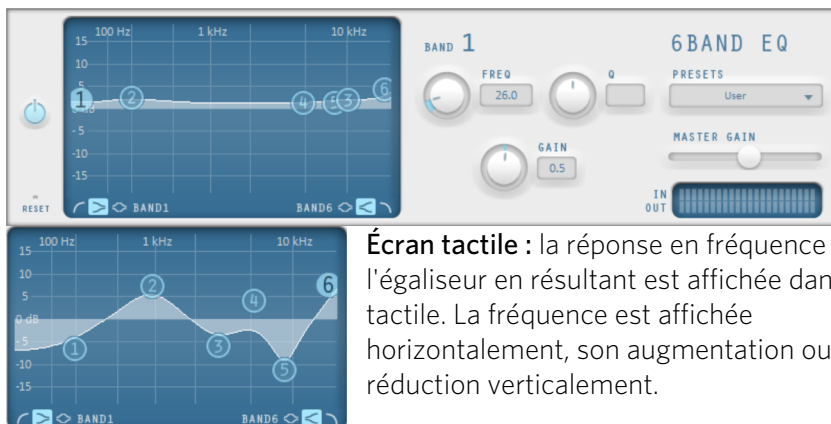 100 Hz 1 kHz 10 kHz
15
10
5
0 dB
- 5
-10
-15
1 2 4 5 3 6
BAND1 BAND6
RESET
BAND 1
FREQ
26.0
Q
GAIN
0.5
6BAND EQ
PRESETS
User
MASTER GAIN
IN
OUT
100 Hz 1 kHz 10 kHz
15
10
5
0 dB
- 5
-10
-15
1 2 3 4 5 6
BAND1 BAND6
Écran tactile : la réponse en fréquence
l'égaliseur en résultant est affichée dan
tactile. La fréquence est affichée
horizontalement, son augmentation ou
réduction verticalement.